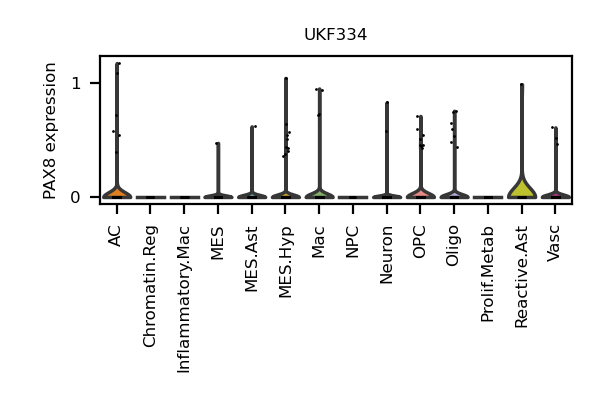 UKF334
PAX8 expression
1
0
AC
Chromatin.Reg
Inflammatory.Mac
MES
MES.Ast
MES.Hyp
Mac
NPC
Neuron
OPC
Oligo
Prolif.Metab
Reactive.Ast
Vasc